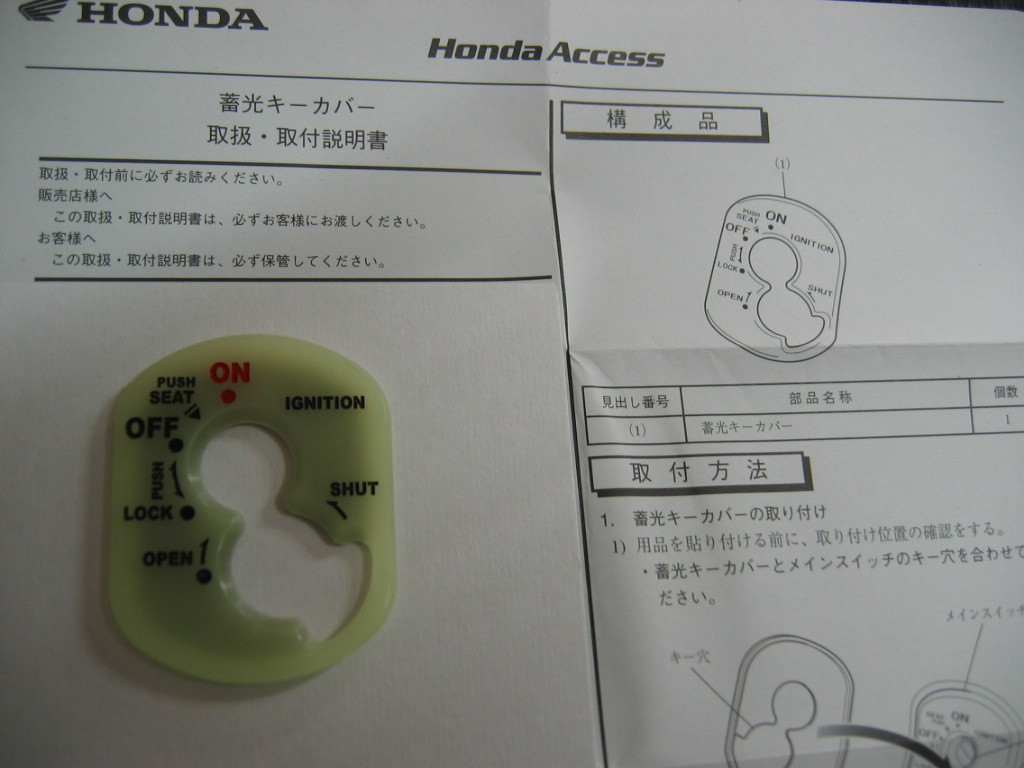 HONDA
Honda Access
蓄光キーカバー
取扱・取付説明書
取扱・取付前に必ずお読みください。
販売店様へ
この取扱・取付説明書は、必ずお客様にお渡しください。
お客様へ
この取扱・取付説明書は、必ず保管してください。
ON
PUSH
SEAT
IGNITION
OFF
PUSH
SHUT
LOCK
OPEN
構成品
(1)
ON
PUSH
SEAT
OFF
IGNITION
PUSH
LOCK
SHUT
OPEN
見出し番号 部品名称 個数
(1) 蓄光キーカバー 1
取付方法
1. 蓄光キーカバーの取り付け
1) 用品を貼り付ける前に、取り付け位置の確認をする。
・蓄光キーカバーとメインスイッチのキー穴を合わせて
ださい。
メインスイッチ
キー穴
ON
OFF